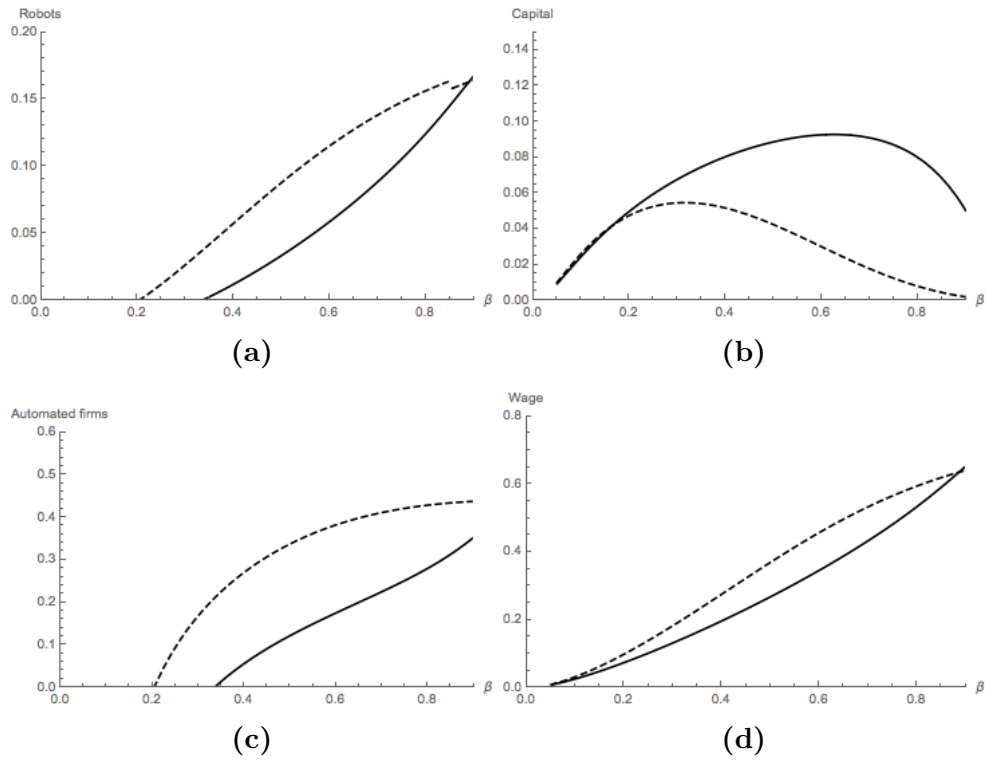 Robots
0.20
0.15
0.10
0.05
0.00
0.0 0.2 0.4 0.6 0.8 β
(a)
Capital
0.14
0.12
0.10
0.08
0.06
0.04
0.02
0.00
0.0 0.2 0.4 0.6 0.8 β
(b)
Automated firms
0.6
0.5
0.4
0.3
0.2
0.1
0.0
0.0 0.2 0.4 0.6 0.8 β
(c)
Wage
0.8
0.6
0.4
0.2
0.0
0.0 0.2 0.4 0.6 0.8 β
(d)